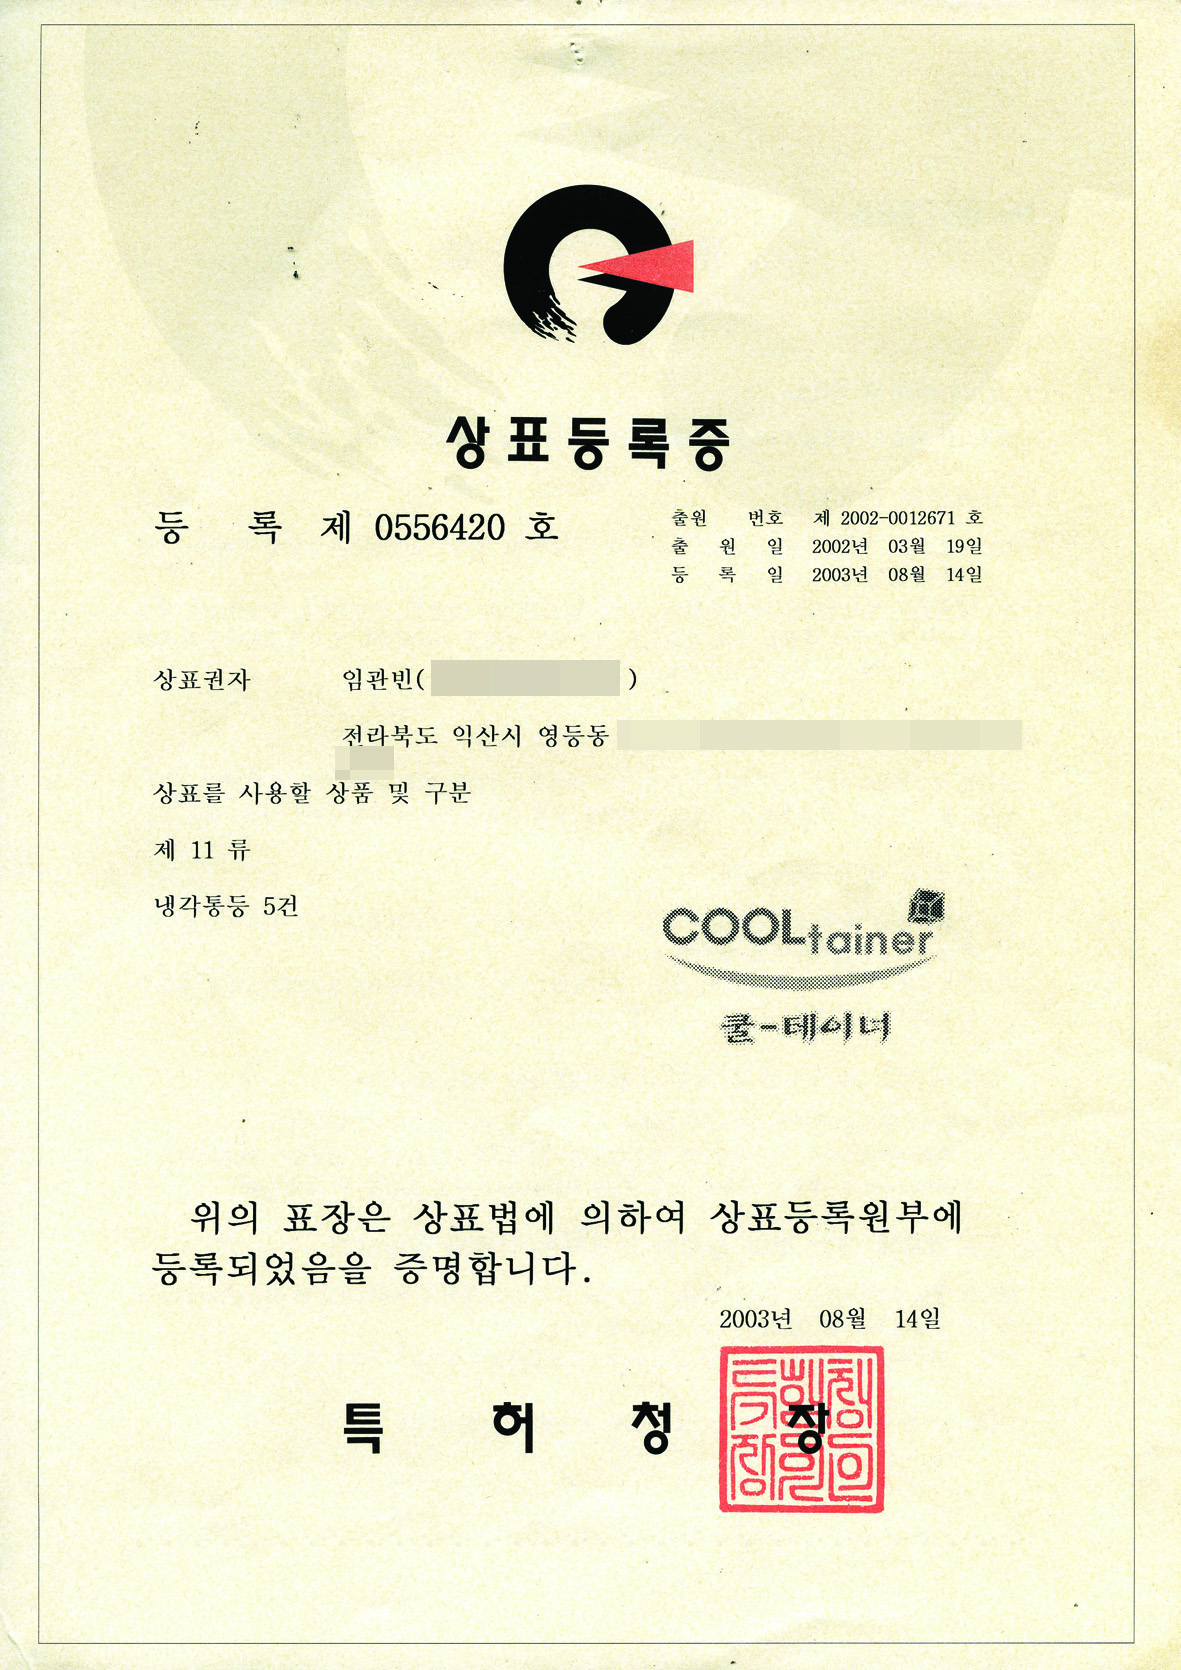 상표등록증
등 록 제 0556420 호
출원 번호 제 2002-0012671 호
출 원 일 2002년 03월 19일
등 록 일 2003년 08월 14일
상표권자 임관빈( )
전라북도 익산시 영등동
상표를 사용할 상품 및 구분
제 11 류
냉각통등 5건
COOLtainer
쿨-테이너
위의 표장은 상표법에 의하여 상표등록원부에
등록되었음을 증명합니다.
2003년 08월 14일
특 허 청 장